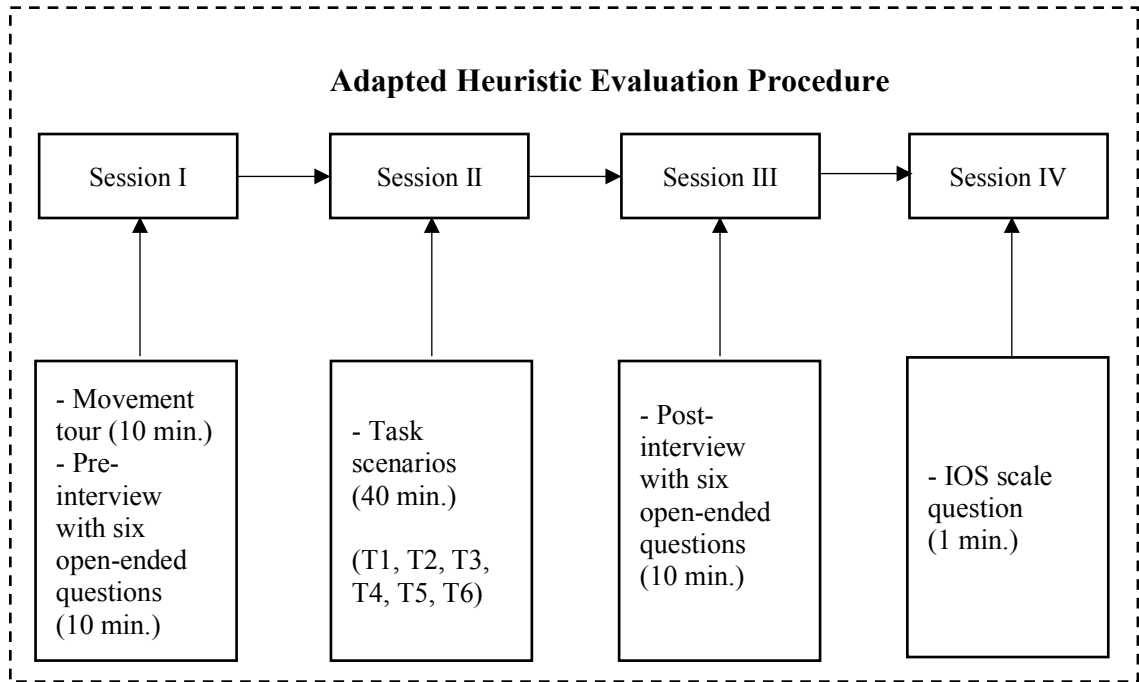 Adapted Heuristic Evaluation Procedure
Session I
Session II
Session III
Session IV
- Movement
tour (10 min.)
- Pre-
interview
with six
open-ended
questions
(10 min.)
- Task
scenarios
(40 min.)
(T1, T2, T3,
T4, T5, T6)
- Post-
interview
with six
open-ended
questions
(10 min.)
- IOS scale
question
(1 min.)